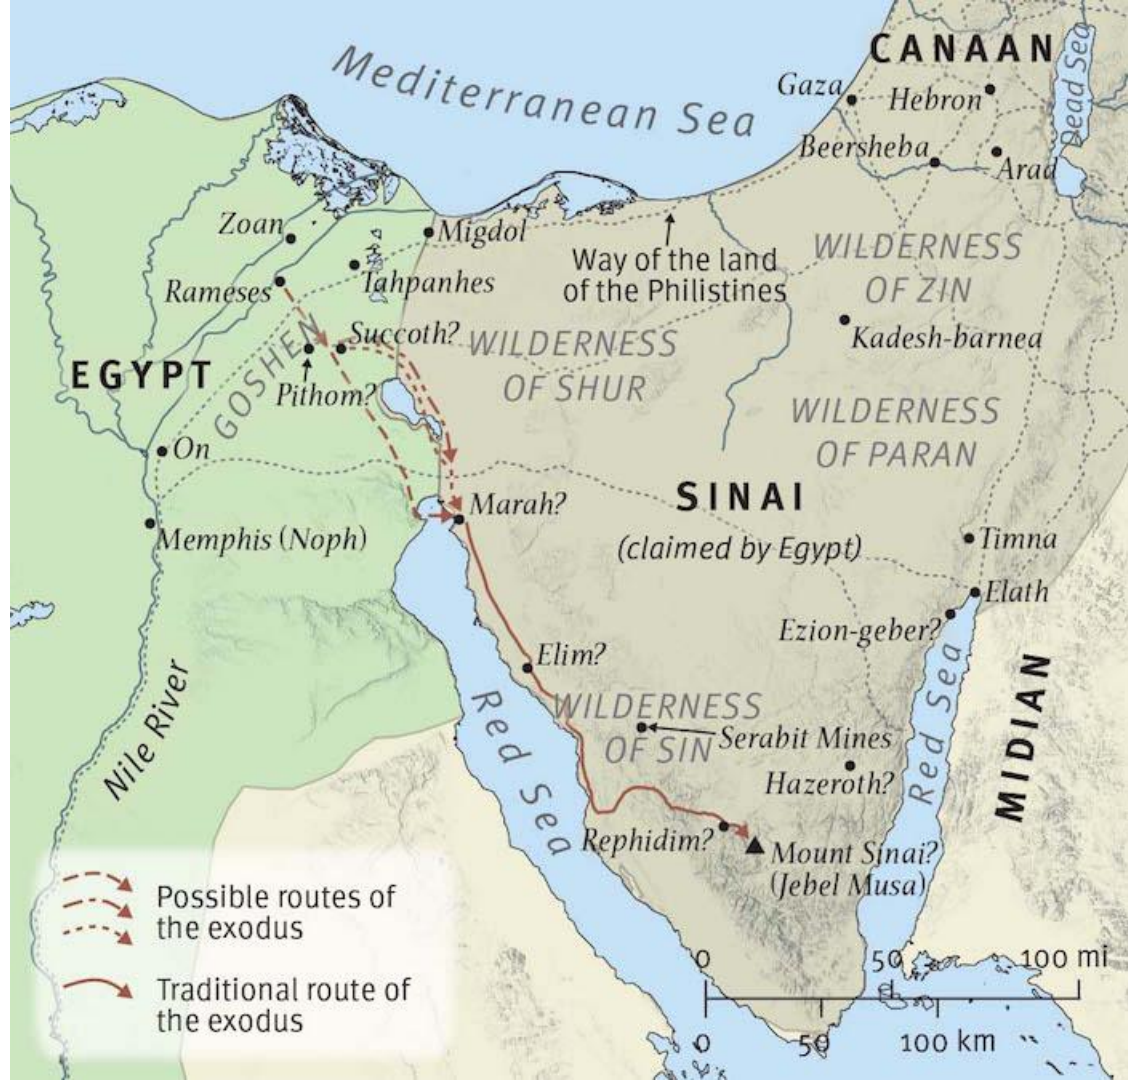 CANAAN
Mediterranean Sea
Gaza
Hebron
Dead Sea
Beersheba
Arad
Zoan
Migdol
WILDERNESS
OF ZIN
Way of the land
of the Philistines
Rameses
Tahpanhes
Succoth?
WILDERNESS
OF SHUR
Kadesh-barnea
EGYPT
GOSHEN
Pithom?
WILDERNESS
OF PARAN
On
SINAI
(claimed by Egypt)
Marah?
Memphis (Noph)
Timna
Elath
Ezion-geber?
Elim?
Nile River
Red Sea
WILDERNESS
OF SIN
Serabit Mines
Hazeroth?
Red Sea
MIDIAN
Rephidim?
Mount Sinai?
(Jebel Musa)
Possible routes of
the exodus
Traditional route of
the exodus
0 50 100 mi
0 50 100 km